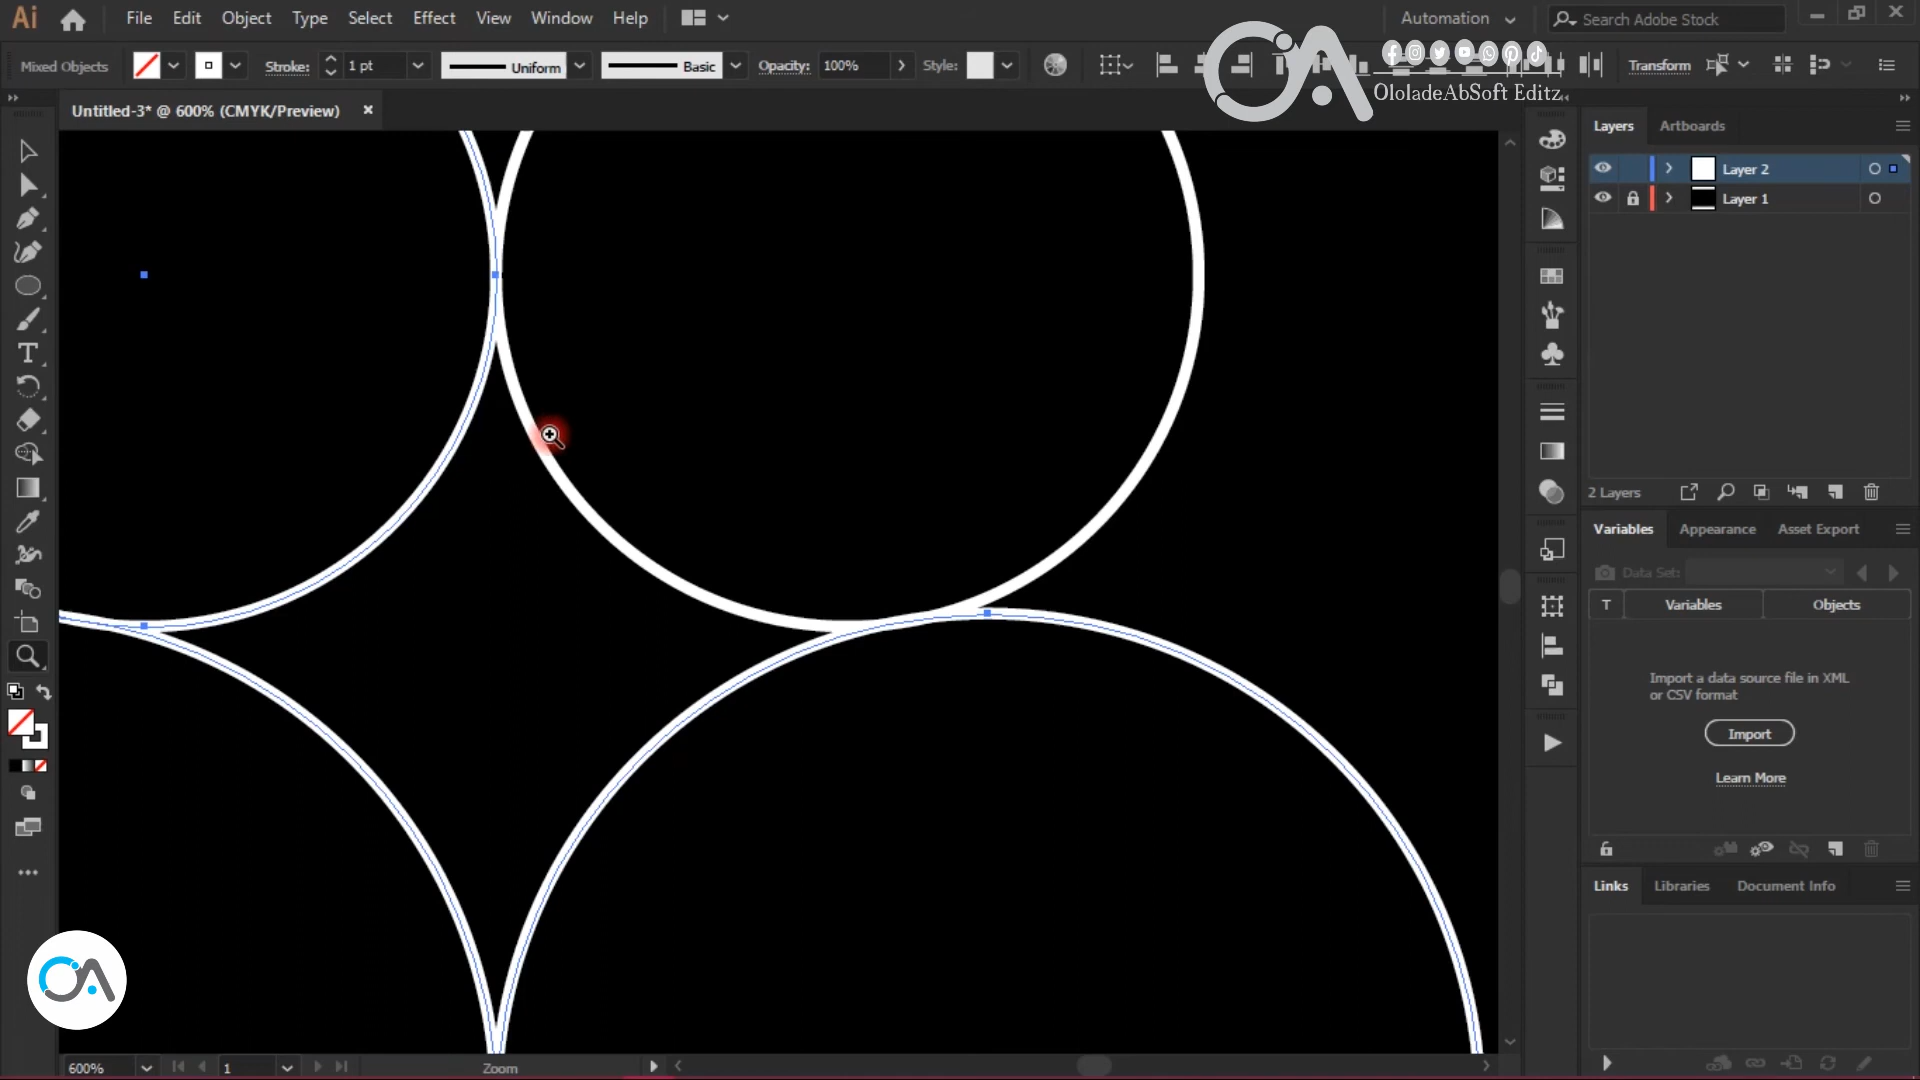 Ai File Edit Object Type Select Effect View Window Help Automation Search Adobe Stock
Mixed Objects Stroke: 1 pt Uniform Basic Opacity: 100% Style: Transform
OloladeAbSoft Editz
Untitled-3* @ 600% (CMYK/Preview)
Layers Artboards
Layer 2
Layer 1
2 Layers
Variables Appearance Asset Export
Data Set:
T Variables Objects
Import a data source file in XML
or CSV format
Import
Learn More
Links Libraries Document Info
600% 1 Zoom